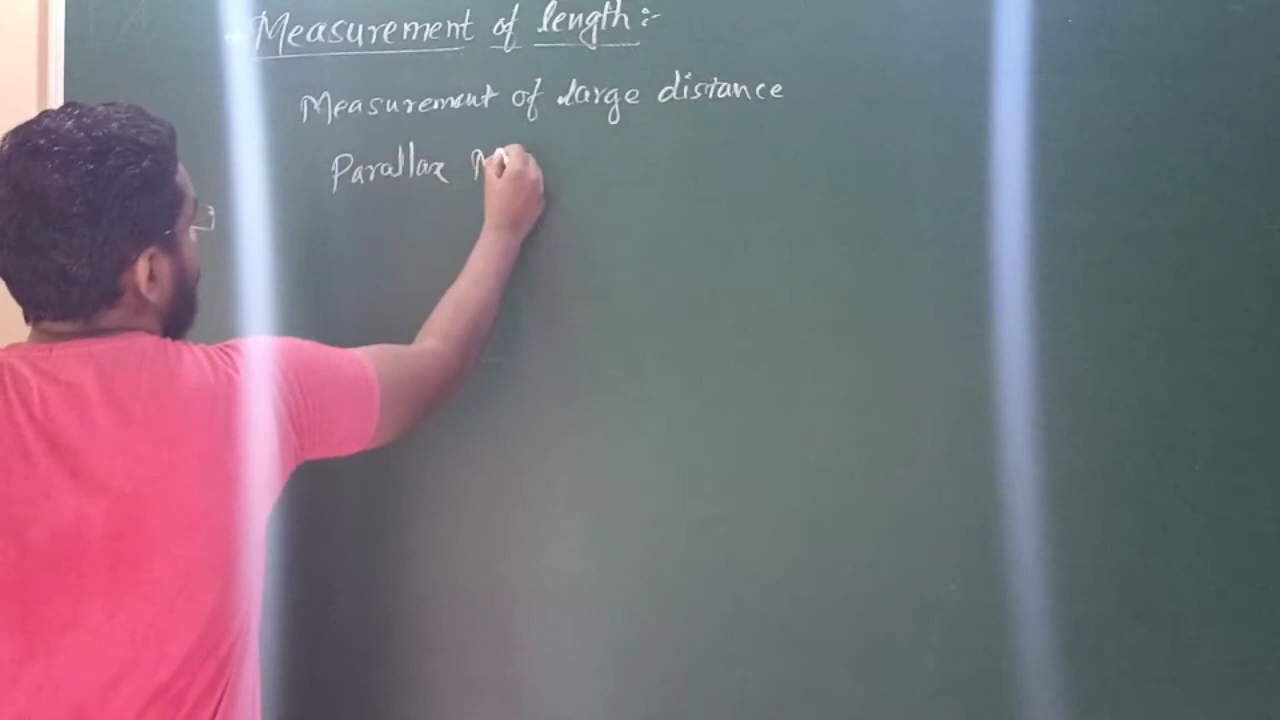 Measurement of length :-
Measurement of large distance
Parallax M